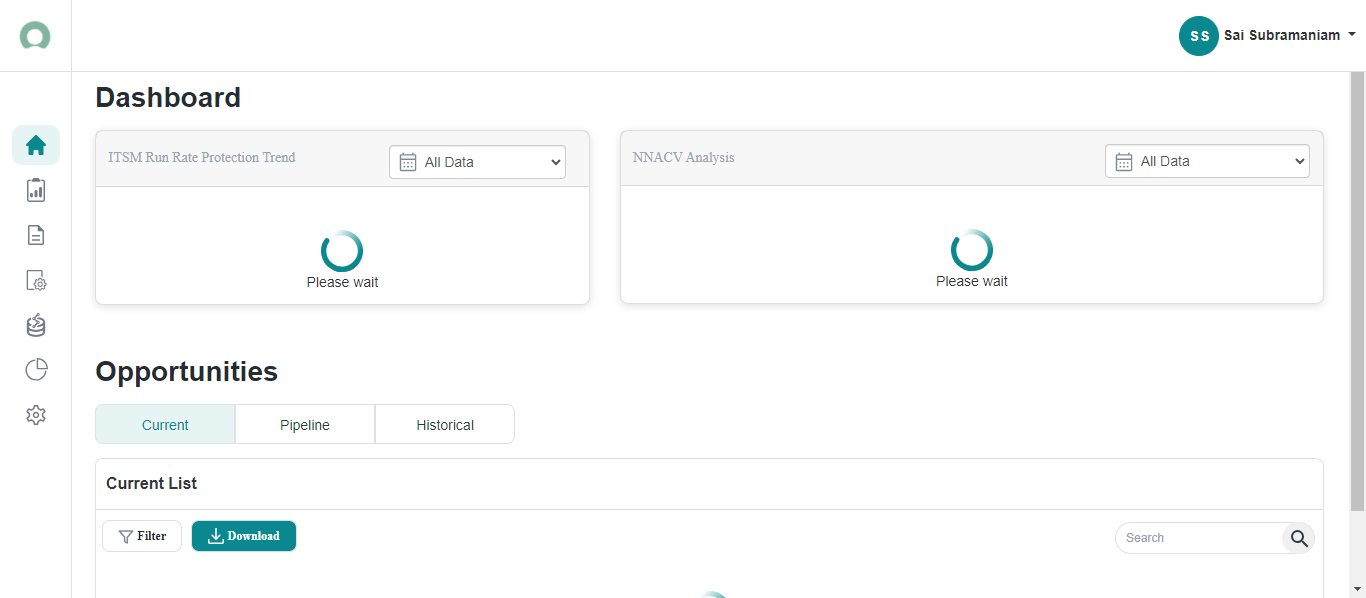 SS Sai Subramaniam
Dashboard
ITSM Run Rate Protection Trend
All Data
NNACV Analysis
All Data
Please wait
Please wait
Opportunities
Current
Pipeline
Historical
Current List
Filter
Download
Search